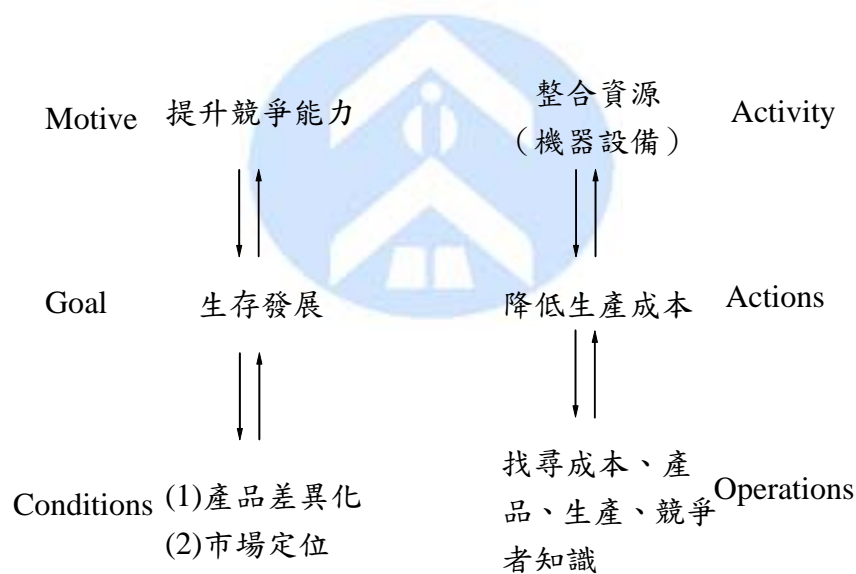 Motive 提升競爭能力 整合資源 Activity
（機器設備）
Goal 生存發展 降低生產成本 Actions
Conditions (1)產品差異化 找尋成本、產 Operations
(2)市場定位 品、生產、競爭
者知識